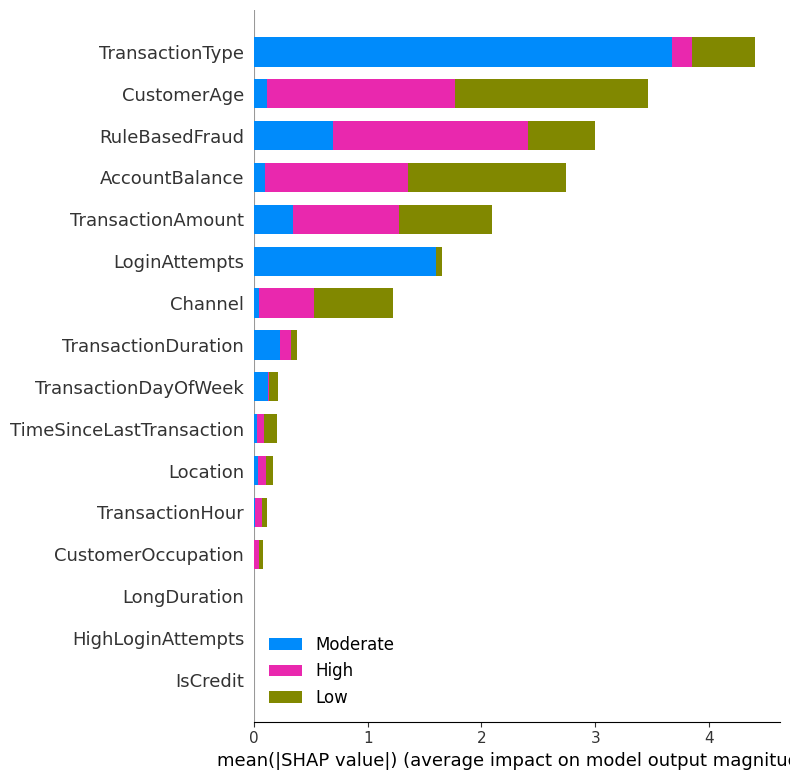 TransactionType
CustomerAge
RuleBasedFraud
AccountBalance
TransactionAmount
LoginAttempts
Channel
TransactionDuration
TransactionDayOfWeek
TimeSinceLastTransaction
Location
TransactionHour
CustomerOccupation
LongDuration
HighLoginAttempts
IsCredit
Moderate
High
Low
0 1 2 3 4
mean(|SHAP value|) (average impact on model output magnitu